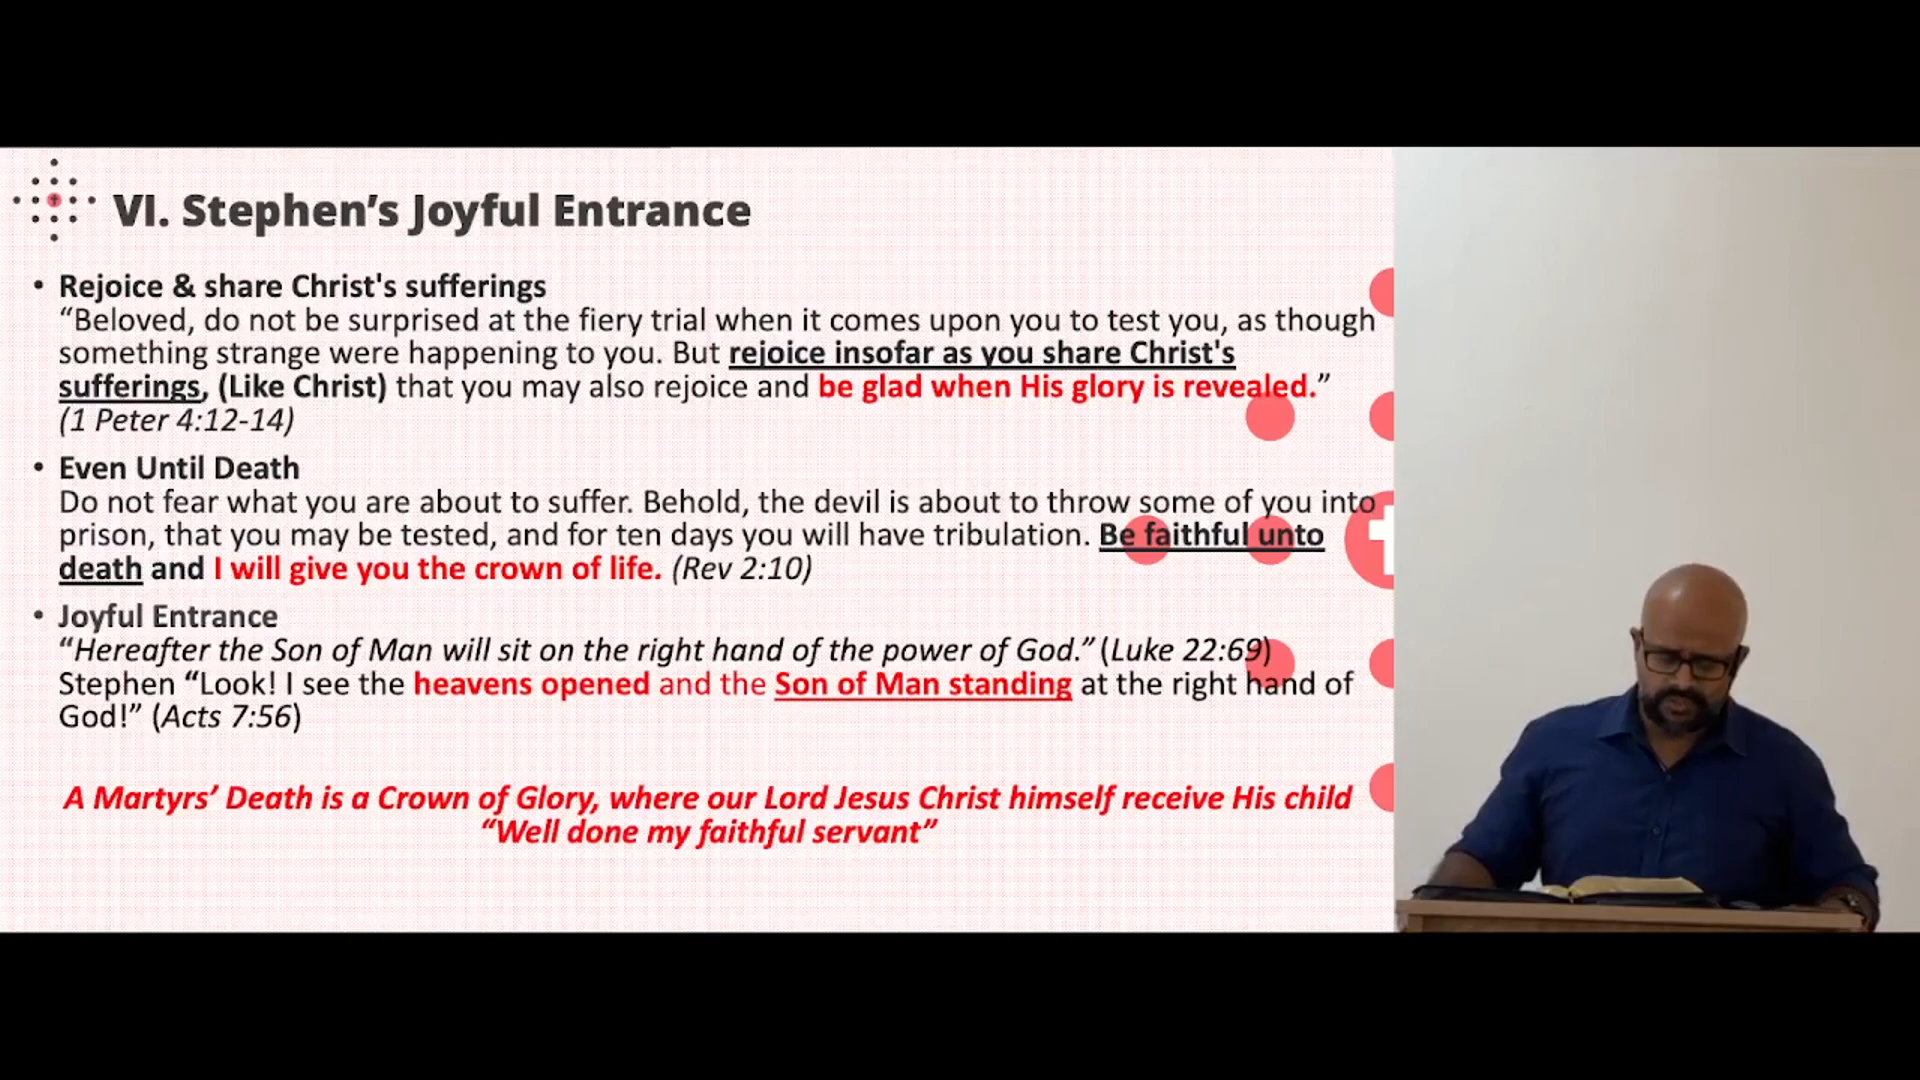 VI. Stephen’s Joyful Entrance
• Rejoice & share Christ's sufferings
“Beloved, do not be surprised at the fiery trial when it comes upon you to test you, as though
something strange were happening to you. But rejoice insofar as you share Christ's
sufferings, (Like Christ) that you may also rejoice and be glad when His glory is revealed.”
(1 Peter 4:12-14)
• Even Until Death
Do not fear what you are about to suffer. Behold, the devil is about to throw some of you into
prison, that you may be tested, and for ten days you will have tribulation. Be faithful unto
death and I will give you the crown of life. (Rev 2:10)
• Joyful Entrance
“Hereafter the Son of Man will sit on the right hand of the power of God.” (Luke 22:69)
Stephen “Look! I see the heavens opened and the Son of Man standing at the right hand of
God!” (Acts 7:56)
A Martyrs’ Death is a Crown of Glory, where our Lord Jesus Christ himself receive His child
“Well done my faithful servant”